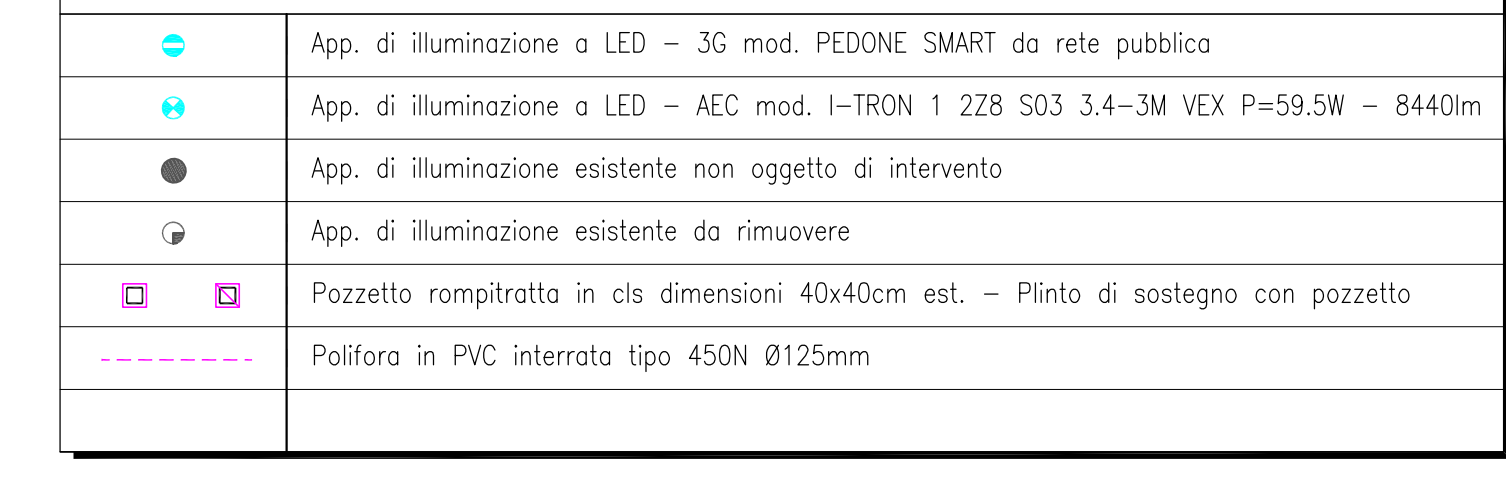 App. di illuminazione a LED – 3G mod. PEDONE SMART da rete pubblica
App. di illuminazione a LED – AEC mod. I–TRON 1 2Z8 S03 3.4–3M VEX P=59.5W – 8440lm
App. di illuminazione esistente non oggetto di intervento
App. di illuminazione esistente da rimuovere
Pozzetto rompitratta in cls dimensioni 40x40cm est. – Plinto di sostegno con pozzetto
Polifora in PVC interrata tipo 450N Ø125mm